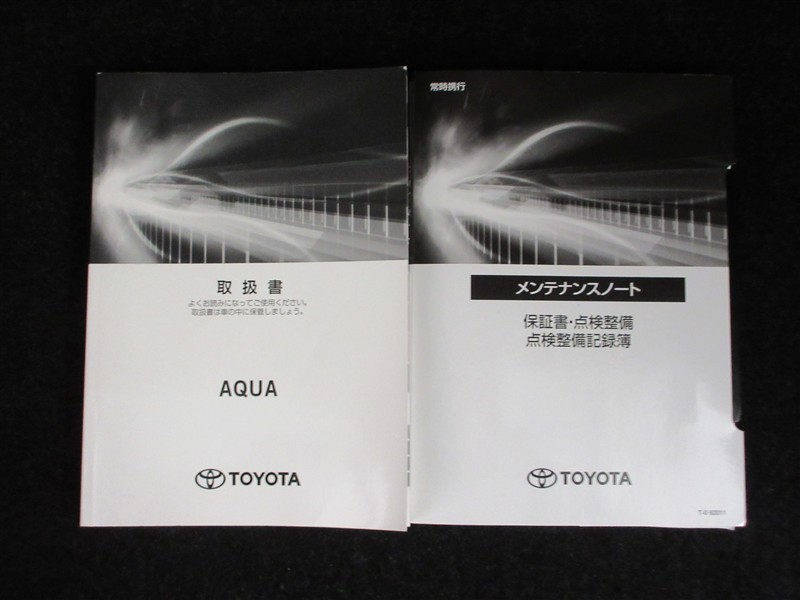 取扱書
よくお読みになってご使用ください。
取扱書は車の中に保管しましょう。
AQUA
TOYOTA
常時携行
メンテナンスノート
保証書・点検整備
点検整備記録簿
TOYOTA